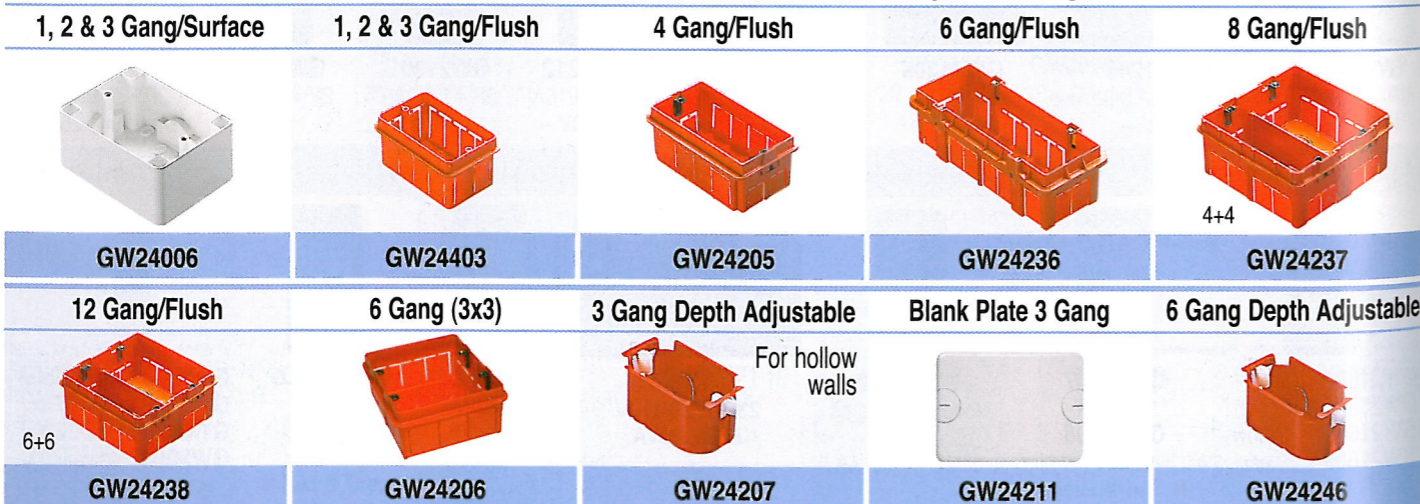 1, 2 & 3 Gang/Surface
1, 2 & 3 Gang/Flush
4 Gang/Flush
6 Gang/Flush
8 Gang/Flush
4+4
GW24006
GW24403
GW24205
GW24236
GW24237
12 Gang/Flush
6 Gang (3x3)
3 Gang Depth Adjustable
Blank Plate 3 Gang
6 Gang Depth Adjustable
For hollow
walls
6+6
GW24238
GW24206
GW24207
GW24211
GW24246